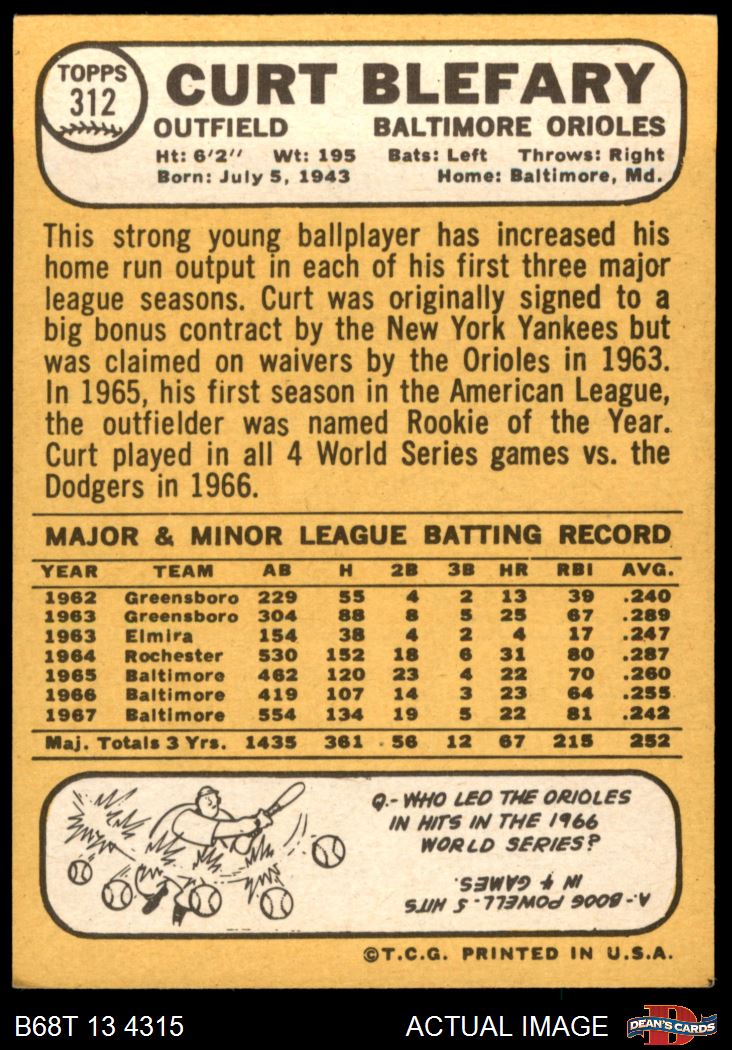 TOPPS
312
CURT BLEFARY
OUTFIELD BALTIMORE ORIOLES
Ht: 6'2" Wt: 195 Bats: Left Throws: Right
Born: July 5, 1943 Home: Baltimore, Md.
This strong young ballplayer has increased his
home run output in each of his first three major
league seasons. Curt was originally signed to a
big bonus contract by the New York Yankees but
was claimed on waivers by the Orioles in 1963.
In 1965, his first season in the American League,
the outfielder was named Rookie of the Year.
Curt played in all 4 World Series games vs. the
Dodgers in 1966.
MAJOR & MINOR LEAGUE BATTING RECORD
YEAR TEAM AB H 2B 3B HR RBI AVG.
1962 Greensboro 229 55 4 2 13 39 .240
1963 Greensboro 304 88 8 5 25 67 .289
1963 Elmira 154 38 4 2 4 17 .247
1964 Rochester 530 152 18 6 31 80 .287
1965 Baltimore 462 120 23 4 22 70 .260
1966 Baltimore 419 107 14 3 23 64 .255
1967 Baltimore 554 134 19 5 22 81 .242
Maj. Totals 3 Yrs. 1435 361 56 12 67 215 252
Q.- WHO LED THE ORIOLES
IN HITS IN THE 1966
WORLD SERIES?
A.- BOOG POWELL. 5 HITS
IN 4 GAMES.
©T.C.G. PRINTED IN U.S.A.
B68T 13 4315 ACTUAL IMAGE DEAN'S CARDS